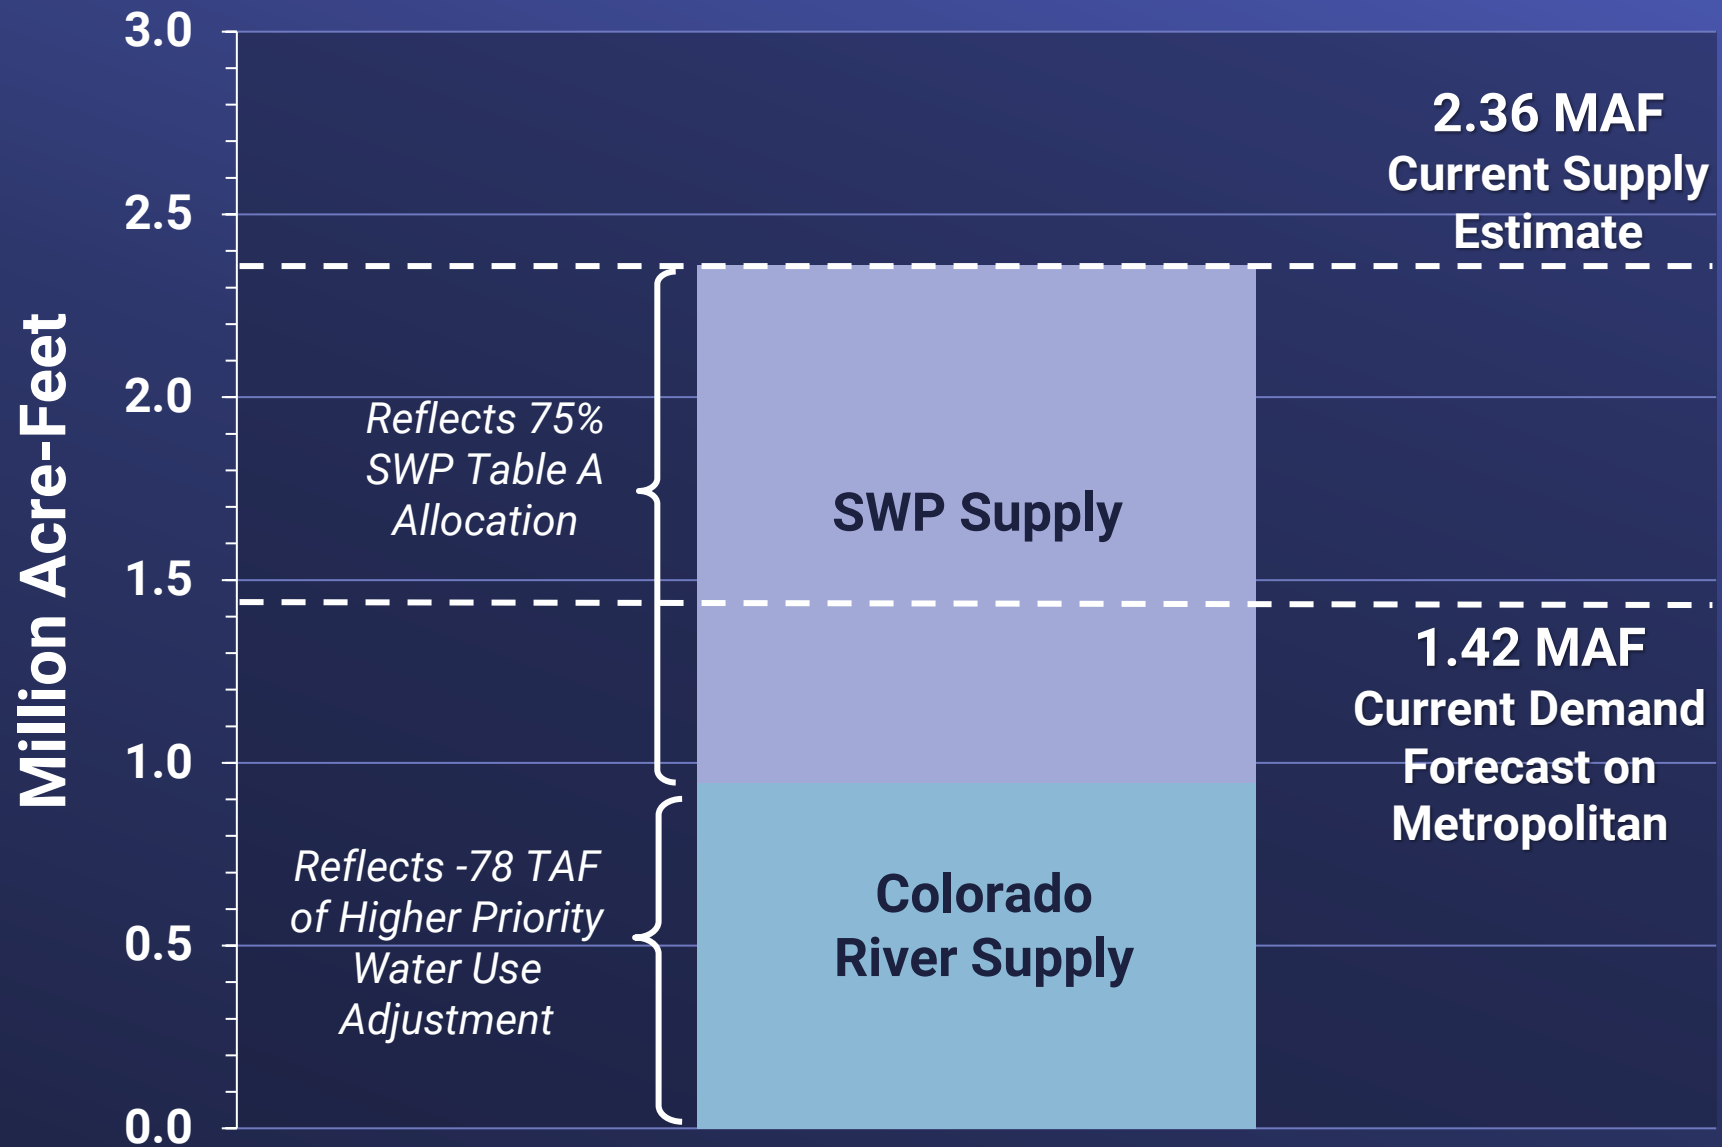 3.0
2.5
2.0
1.5
1.0
0.5
0.0
Million Acre-Feet
2.36 MAF
Current Supply
Estimate
Reflects 75%
SWP Table A
Allocation
SWP Supply
1.42 MAF
Current Demand
Forecast on
Metropolitan
Reflects -78 TAF
of Higher Priority
Water Use
Adjustment
Colorado
River Supply